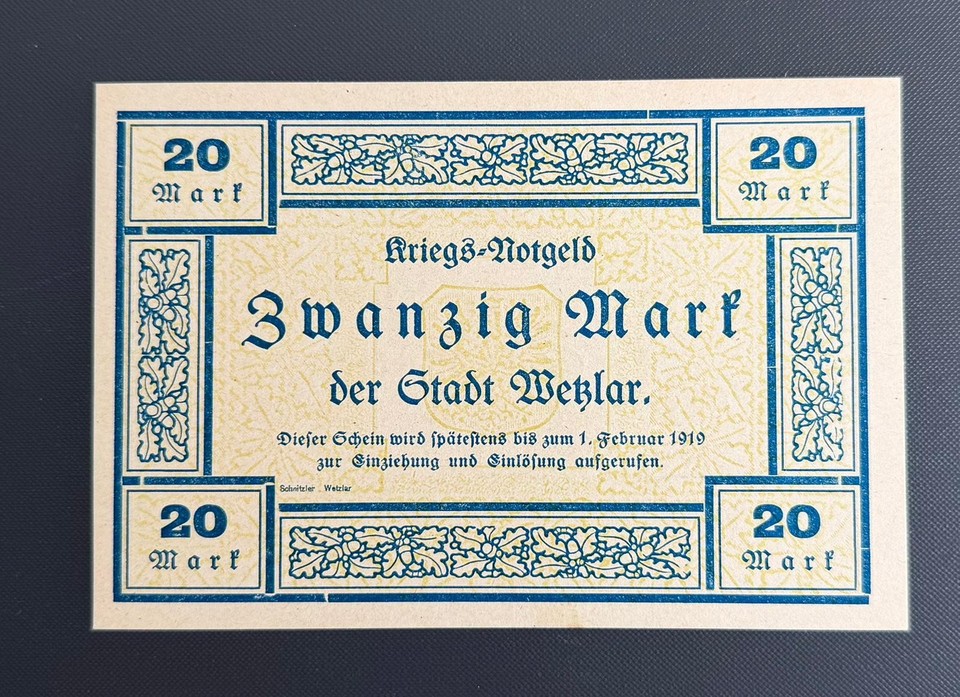 20 20
Mark Mark
Kriegs-Notgeld
Zwanzig Mark
der Stadt Wetzlar.
Dieser Schein wird spätestens bis zum 1. Februar 1919
zur Einziehung und Einlösung aufgerufen.
Schnitzler . Wetzlar
20 20
Mark Mark